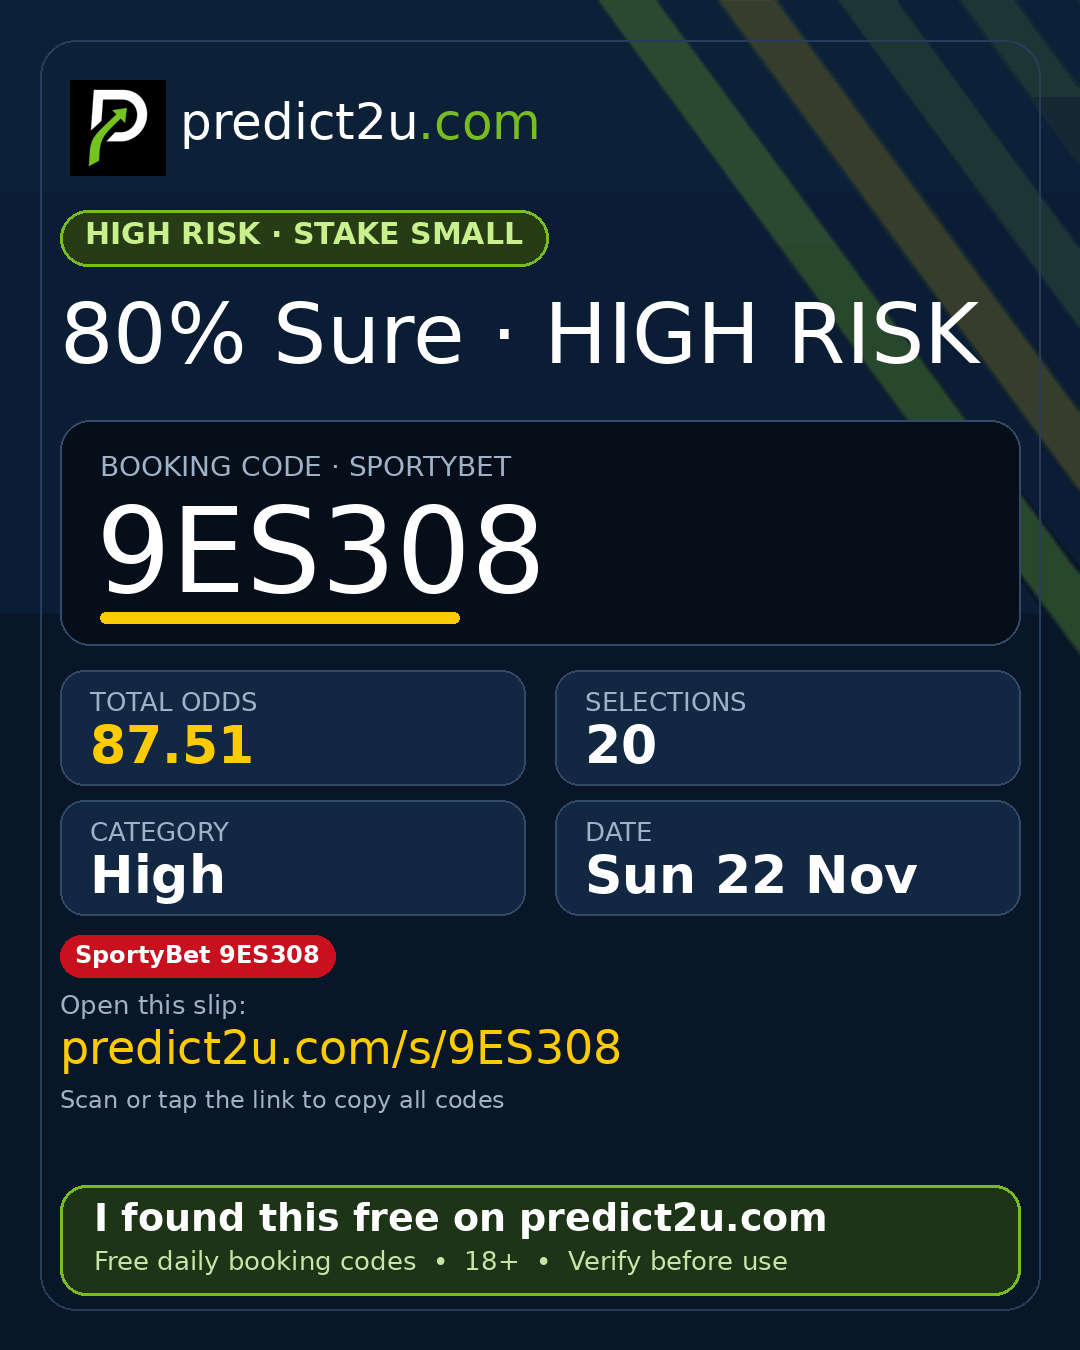 predict2u.com
HIGH RISK · STAKE SMALL
80% Sure · HIGH RISK
BOOKING CODE · SPORTYBET
9ES308
TOTAL ODDS
87.51
SELECTIONS
20
CATEGORY
High
DATE
Sun 22 Nov
SportyBet 9ES308
Open this slip:
predict2u.com/s/9ES308
Scan or tap the link to copy all codes
I found this free on predict2u.com
Free daily booking codes • 18+ • Verify before use